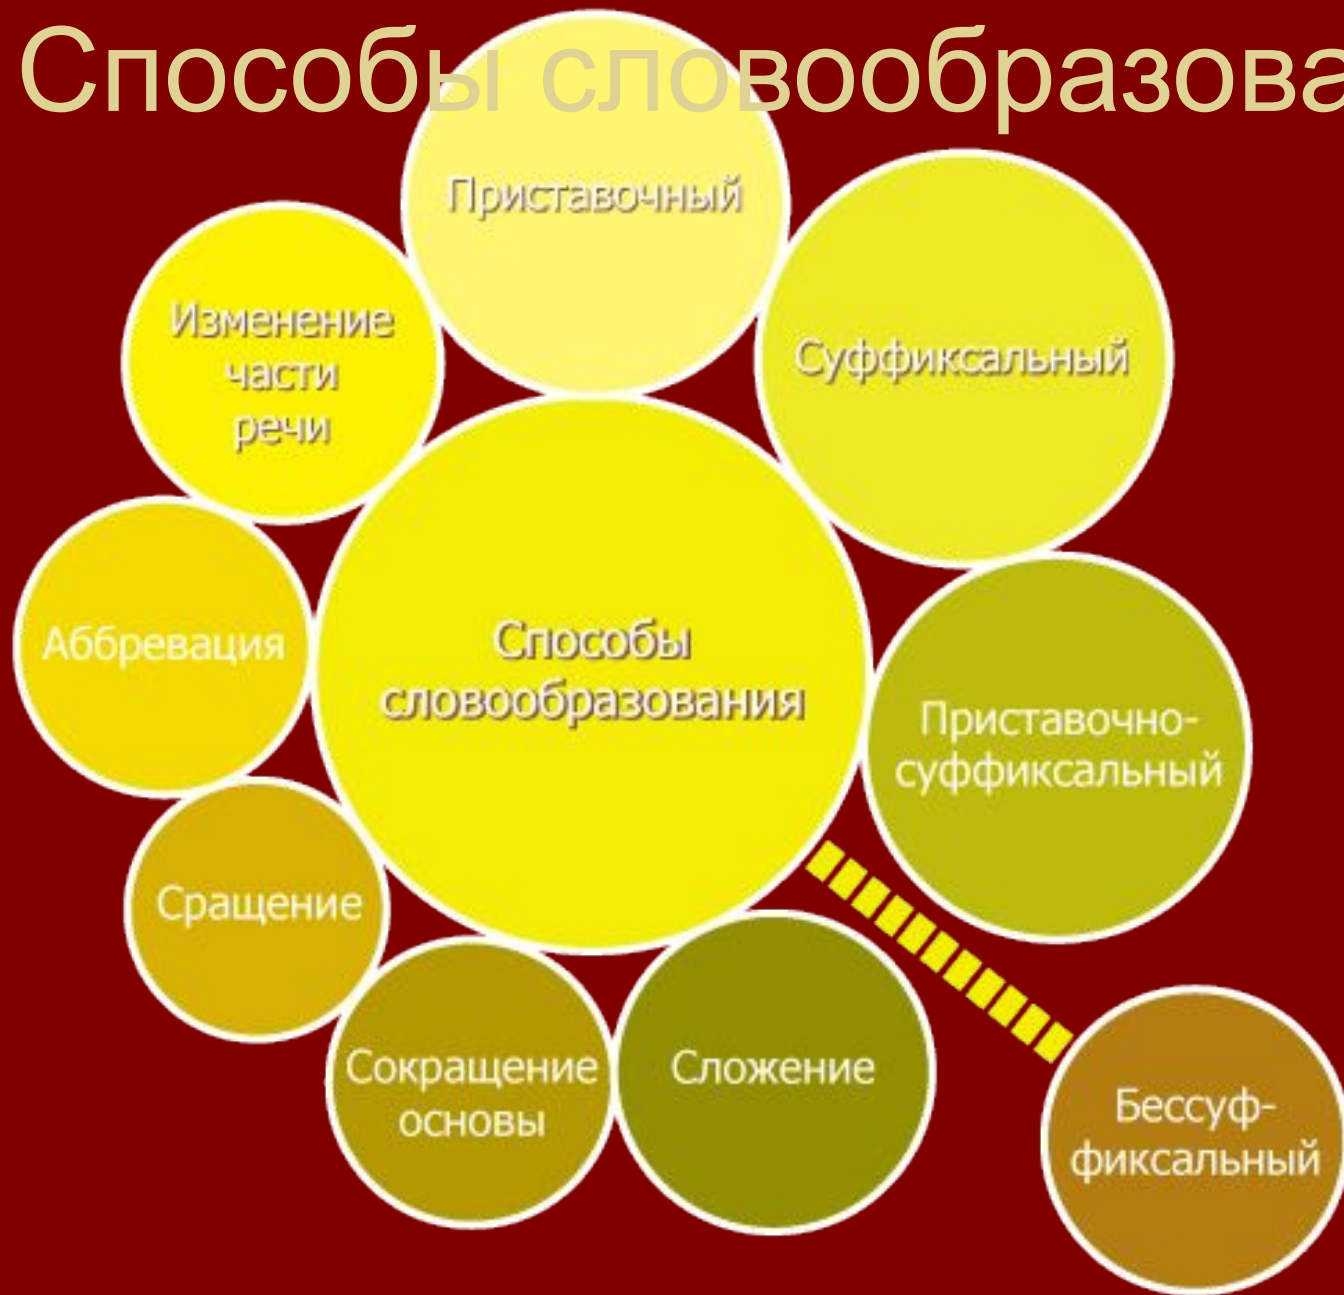 Способы словообразова
Приставочный
Суффиксальный
Изменение
части
речи
Аббревация
Способы
словообразования
Приставочно-
суффиксальный
Сращение
Сокращение
основы
Сложение
Бессуф-
фиксальный